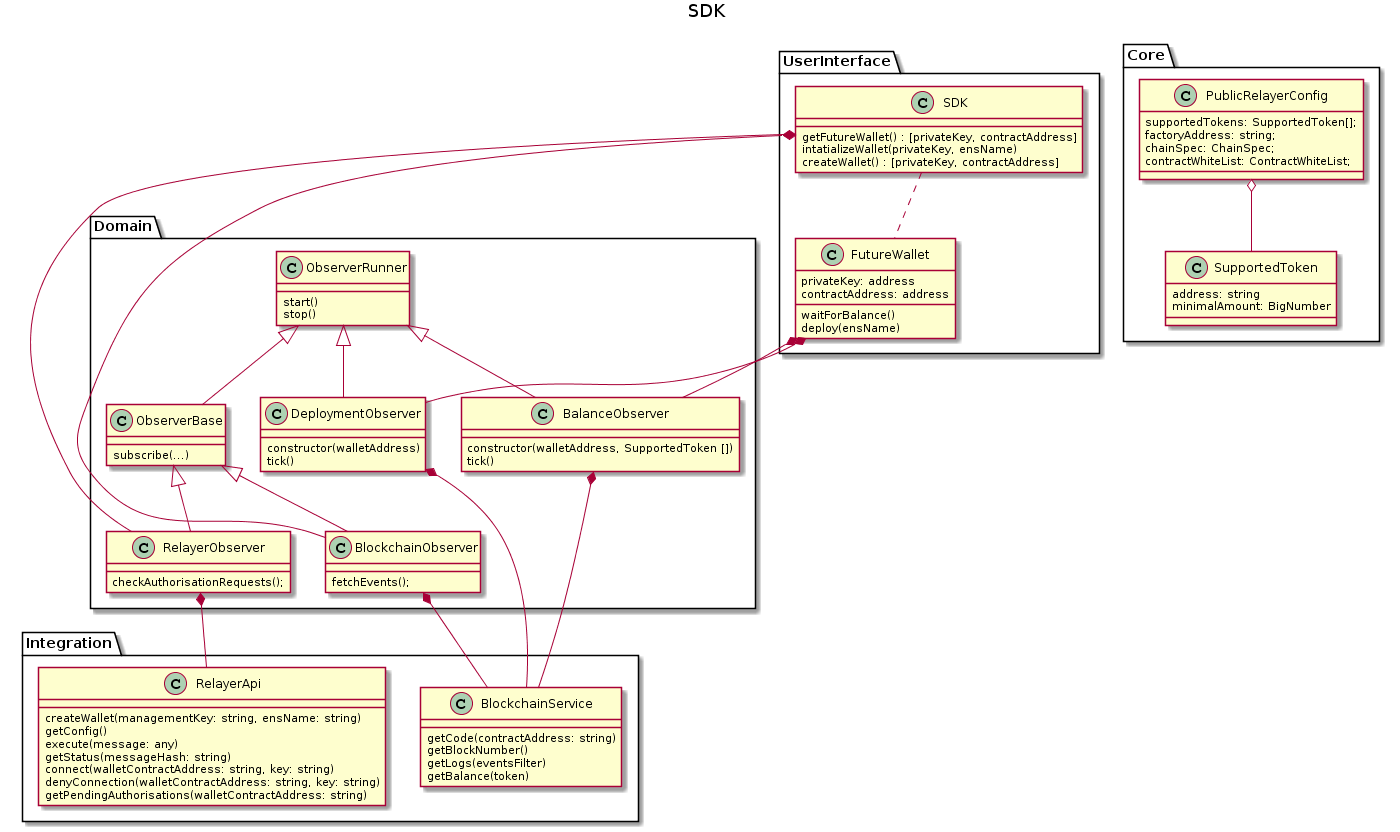 SDK
UserInterface
C SDK
getFutureWallet() : [privateKey, contractAddress]
intatializeWallet(privateKey, ensName)
createWallet() : [privateKey, contractAddress]
C FutureWallet
privateKey: address
contractAddress: address
waitForBalance()
deploy(ensName)
Core
C PublicRelayerConfig
supportedTokens: SupportedToken[];
factoryAddress: string;
chainSpec: ChainSpec;
contractWhiteList: ContractWhiteList;
C SupportedToken
address: string
minimalAmount: BigNumber
Domain
C ObserverRunner
start()
stop()
C ObserverBase
subscribe(...)
C DeploymentObserver
constructor(walletAddress)
tick()
C BalanceObserver
constructor(walletAddress, SupportedToken [])
tick()
C RelayerObserver
checkAuthorisationRequests();
C BlockchainObserver
fetchEvents();
Integration
C RelayerApi
createWallet(managementKey: string, ensName: string)
getConfig()
execute(message: any)
getStatus(messageHash: string)
connect(walletContractAddress: string, key: string)
denyConnection(walletContractAddress: string, key: string)
getPendingAuthorisations(walletContractAddress: string)
C BlockchainService
getCode(contractAddress: string)
getBlockNumber()
getLogs(eventsFilter)
getBalance(token)